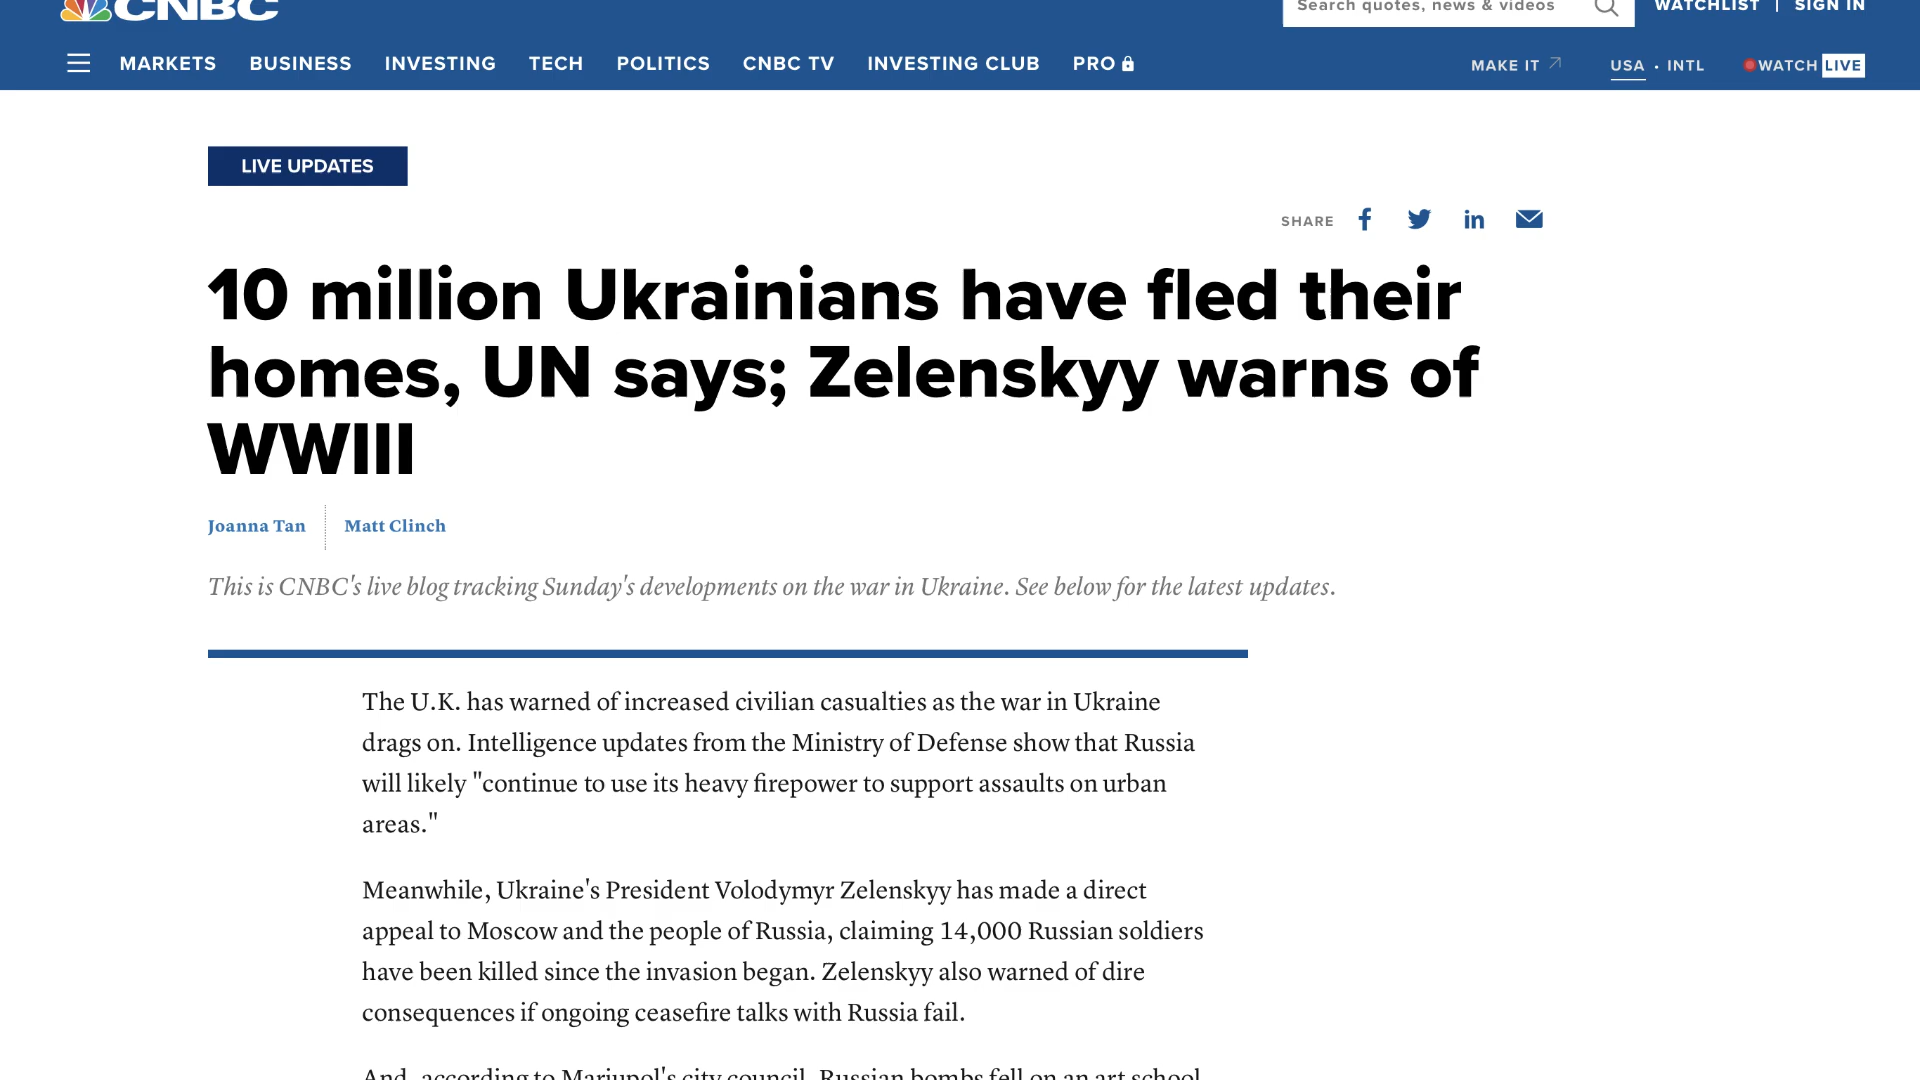 CNBC
Search quotes, news & videos
WATCHLIST | SIGN IN
MARKETS BUSINESS INVESTING TECH POLITICS CNBC TV INVESTING CLUB PRO
MAKE IT USA • INTL WATCH LIVE
LIVE UPDATES
SHARE
10 million Ukrainians have fled their
homes, UN says; Zelenskyy warns of
WWIII
Joanna Tan Matt Clinch
This is CNBC's live blog tracking Sunday's developments on the war in Ukraine. See below for the latest updates.
The U.K. has warned of increased civilian casualties as the war in Ukraine
drags on. Intelligence updates from the Ministry of Defense show that Russia
will likely "continue to use its heavy firepower to support assaults on urban
areas."
Meanwhile, Ukraine's President Volodymyr Zelenskyy has made a direct
appeal to Moscow and the people of Russia, claiming 14,000 Russian soldiers
have been killed since the invasion began. Zelenskyy also warned of dire
consequences if ongoing ceasefire talks with Russia fail.
And, according to Mariupol's city council, Russian bombs fell on an art school